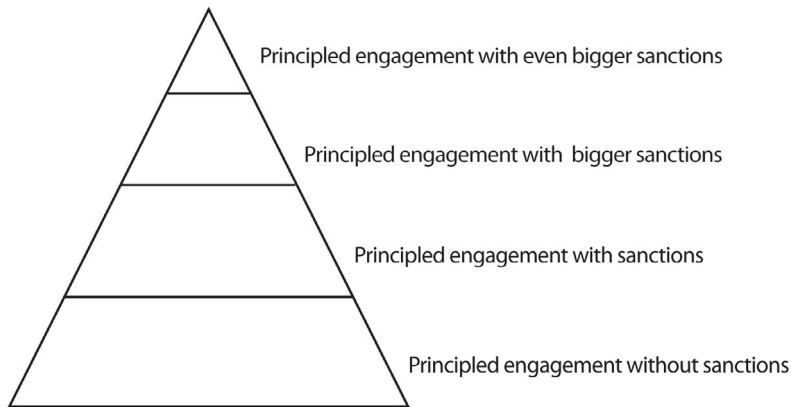 Principled engagement with even bigger sanctions
Principled engagement with bigger sanctions
Principled engagement with sanctions
Principled engagement without sanctions